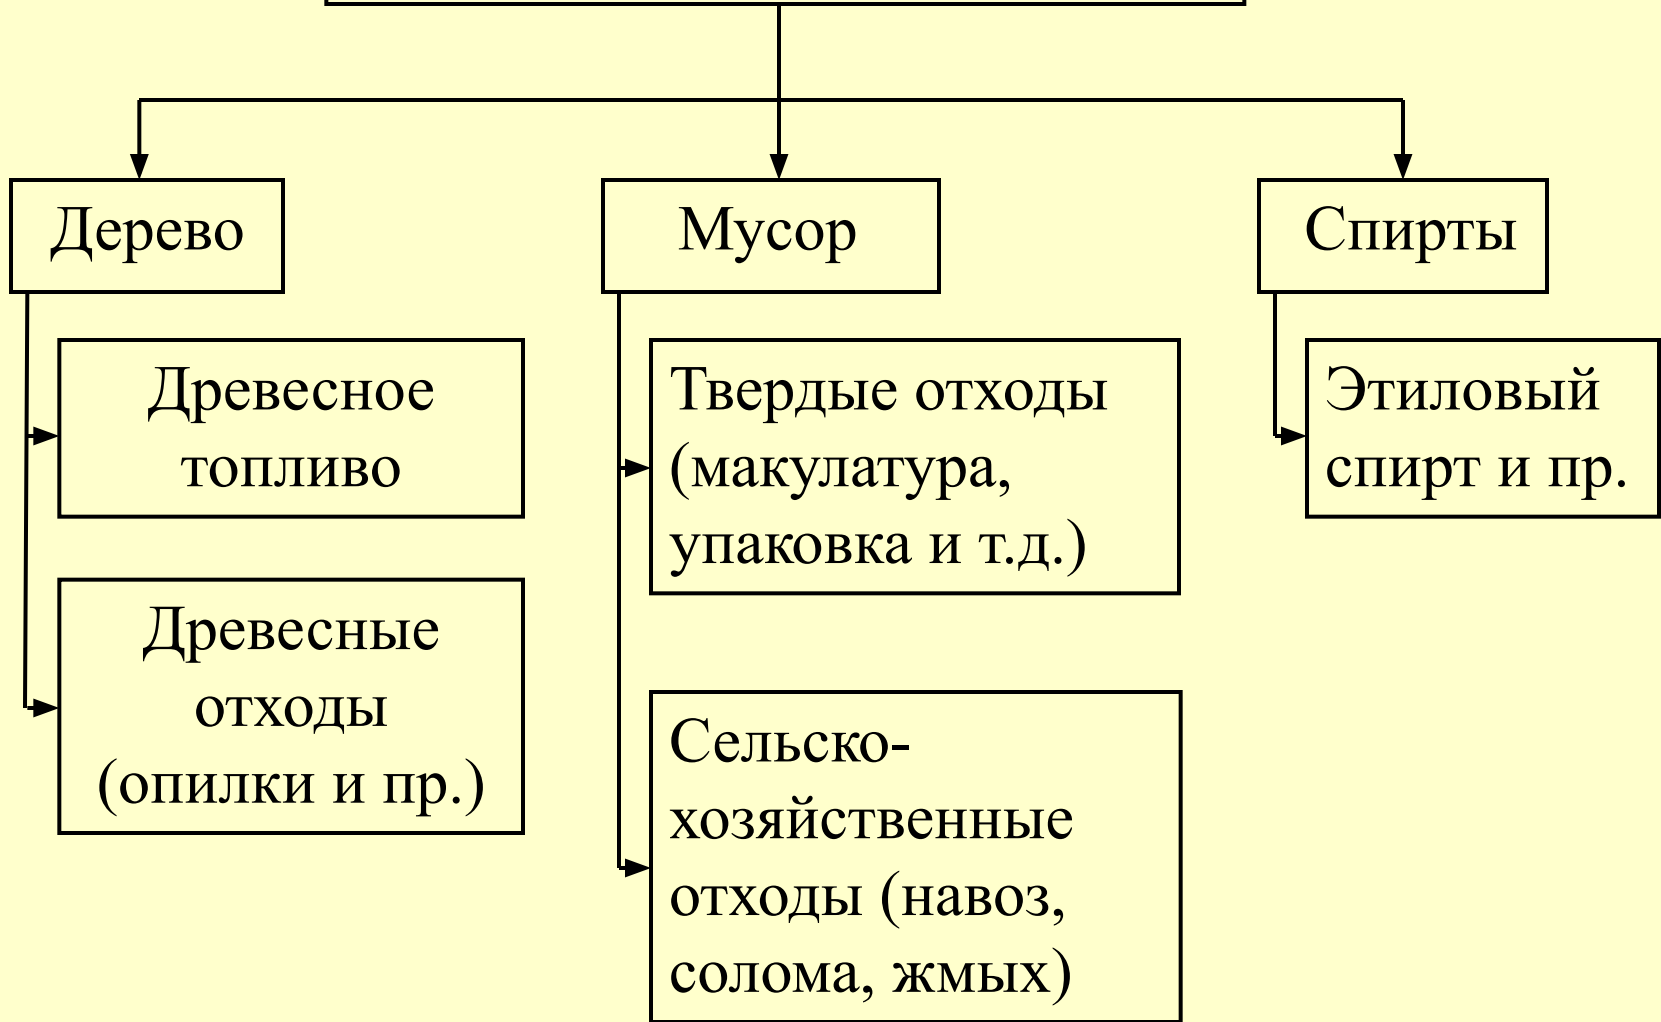 Дерево
Мусор
Спирты
Древесное
топливо
Древесные
отходы
(опилки и пр.)
Твердые отходы
(макулатура,
упаковка и т.д.)
Сельско-
хозяйственные
отходы (навоз,
солома, жмых)
Этиловый
спирт и пр.